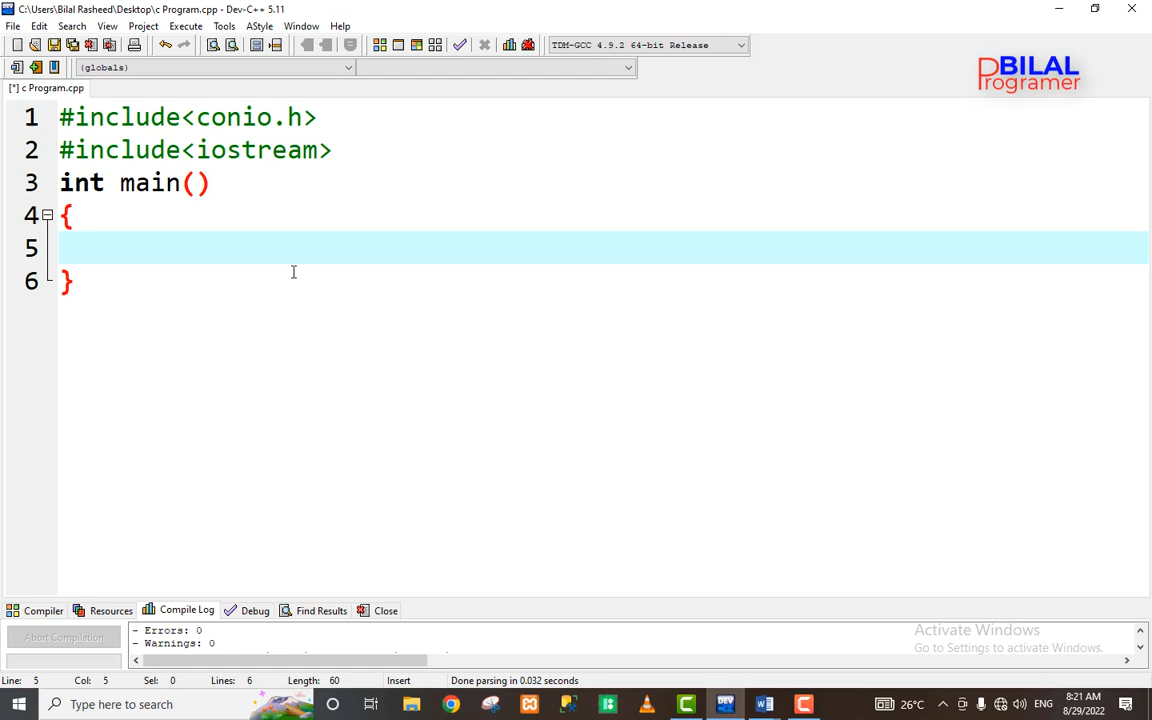 C:\Users\Bilal Rasheed\Desktop\c Program.cpp - Dev-C++ 5.11
File Edit Search View Project Execute Tools AStyle Window Help
TDM-GCC 4.9.2 64-bit Release
(globals)
BILAL
Programer
[*] c Program.cpp
1 #include<conio.h>
2 #include<iostream>
3 int main()
4 {
5
6 }
Compiler Resources Compile Log Debug Find Results Close
Abort Compilation
- Errors: 0
- Warnings: 0
Activate Windows
Go to Settings to activate Windows.
Line: 5 Col: 5 Sel: 0 Lines: 6 Length: 60 Insert Done parsing in 0.032 seconds
Type here to search
26°C ENG 8:21 AM
8/29/2022